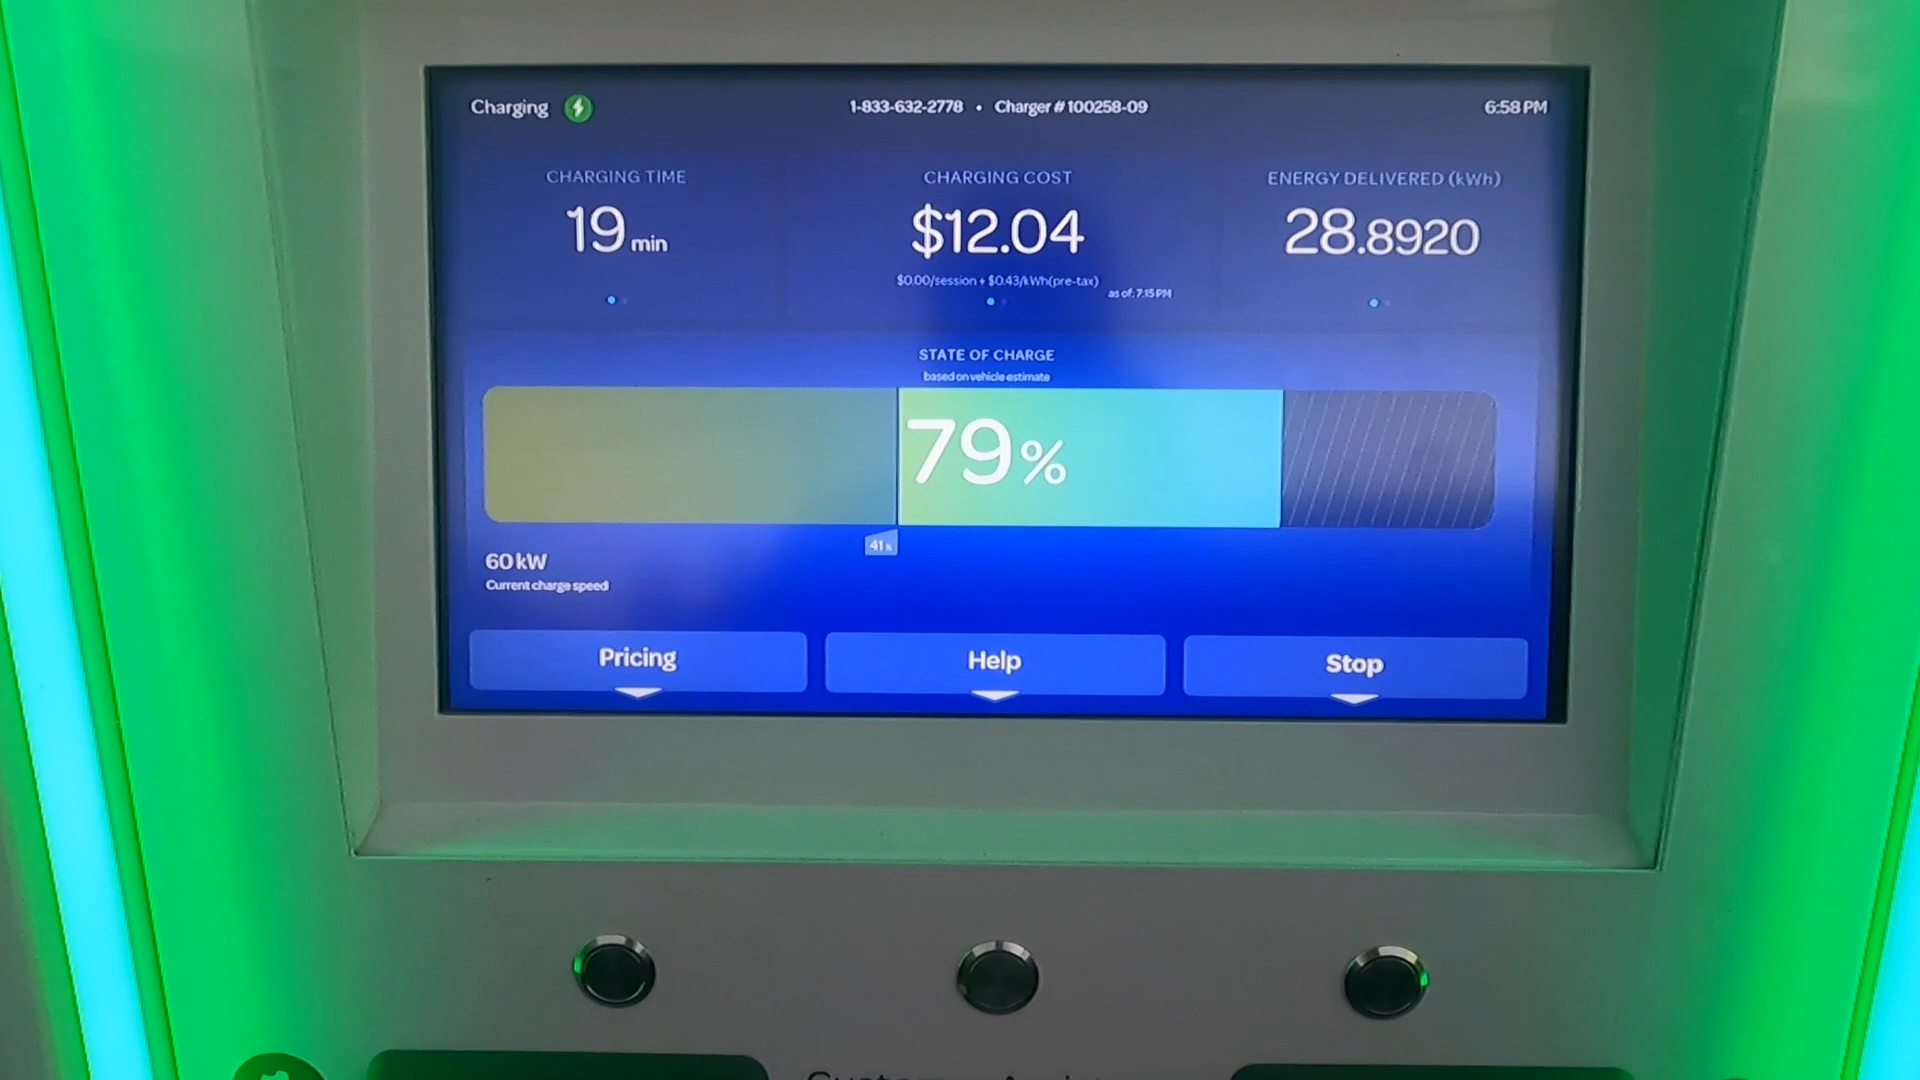 Charging
1-833-632-2778 • Charger # 100258-09
6:58 PM
CHARGING TIME
19 min
CHARGING COST
$12.04
$0.00/session + $0.43/kWh(pre-tax)
as of: 7:15 PM
ENERGY DELIVERED (kWh)
28.8920
STATE OF CHARGE
based on vehicle estimate
79%
41%
60 kW
Current charge speed
Pricing
Help
Stop